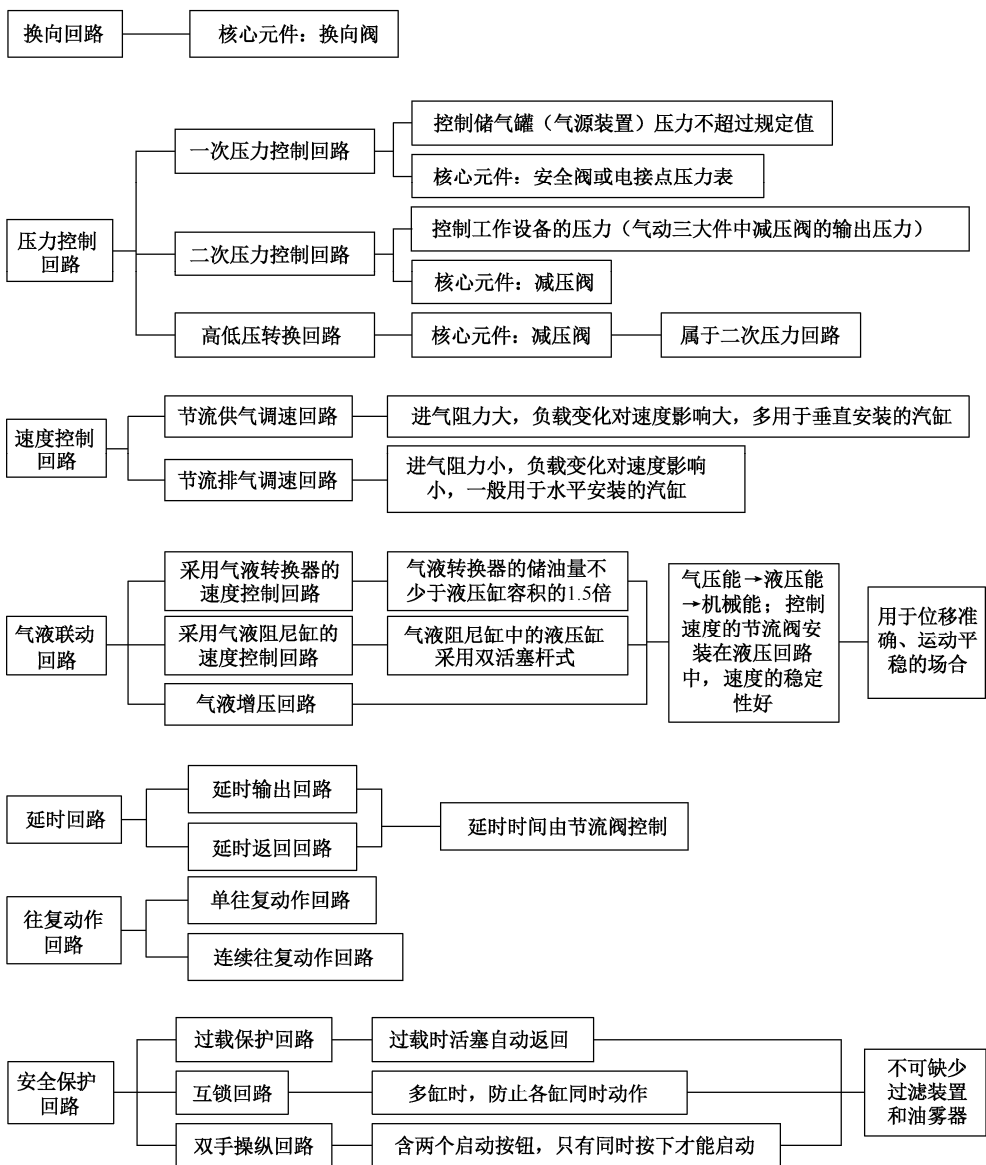 换向回路
核心元件：换向阀
控制储气罐（气源装置）压力不超过规定值
一次压力控制回路
核心元件：安全阀或电接点压力表
压力控制
回路
控制工作设备的压力（气动三大件中减压阀的输出压力）
二次压力控制回路
核心元件：减压阀
高低压转换回路
核心元件：减压阀
属于二次压力回路
速度控制
回路
节流供气调速回路
进气阻力大，负载变化对速度影响大，多用于垂直安装的汽缸
节流排气调速回路
进气阻力小，负载变化对速度影响
小，一般用于水平安装的汽缸
气液联动
回路
采用气液转换器的
速度控制回路
气液转换器的储油量不
少于液压缸容积的1.5倍
采用气液阻尼缸的
速度控制回路
气液阻尼缸中的液压缸
采用双活塞杆式
气液增压回路
气压能→液压能
→机械能；控制
速度的节流阀安
装在液压回路
中，速度的稳定
性好
用于位移准
确、运动平
稳的场合
延时回路
延时输出回路
延时返回回路
延时时间由节流阀控制
往复动作
回路
单往复动作回路
连续往复动作回路
安全保护
回路
过载保护回路
过载时活塞自动返回
互锁回路
多缸时，防止各缸同时动作
双手操纵回路
含两个启动按钮，只有同时按下才能启动
不可缺少
过滤装置
和油雾器